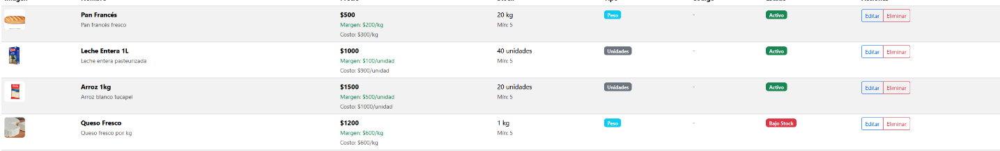 Imagen Nombre Precio Stock Tipo Código Estado Acciones
Pan Francés $500 20 kg Peso - Activo Editar Eliminar
Pan francés fresco Margen: $200/kg Mín: 5
Costo: $300/kg
Leche Entera 1L $1000 40 unidades Unidades - Activo Editar Eliminar
Leche entera pasteurizada Margen: $100/unidad Mín: 5
Costo: $900/unidad
Arroz 1kg $1500 20 unidades Unidades - Activo Editar Eliminar
Arroz blanco tucapel Margen: $500/unidad Mín: 5
Costo: $1000/unidad
Queso Fresco $1200 1 kg Peso - Bajo Stock Editar Eliminar
Queso fresco por kg Margen: $600/kg Mín: 5
Costo: $600/kg